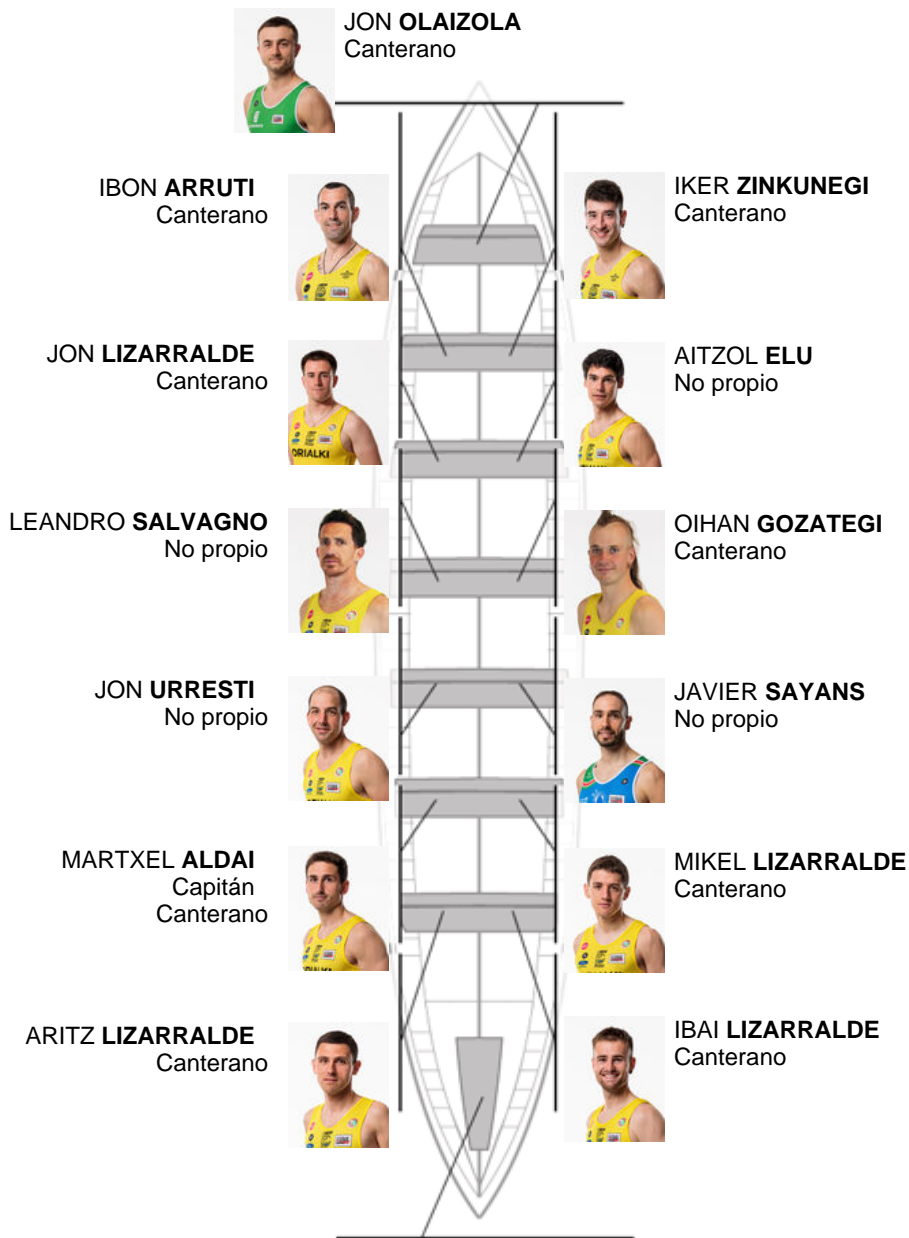 JON OLAIZOLA
Canterano
IBON ARRUTI
Canterano
IKER ZINKUNEGI
Canterano
JON LIZARRALDE
Canterano
AITZOL ELU
No propio
LEANDRO SALVAGNO
No propio
OIHAN GOZATEGI
Canterano
JON URRESTI
No propio
JAVIER SAYANS
No propio
MARTXEL ALDAI
Capitán
Canterano
MIKEL LIZARRALDE
Canterano
ARITZ LIZARRALDE
Canterano
IBAI LIZARRALDE
Canterano